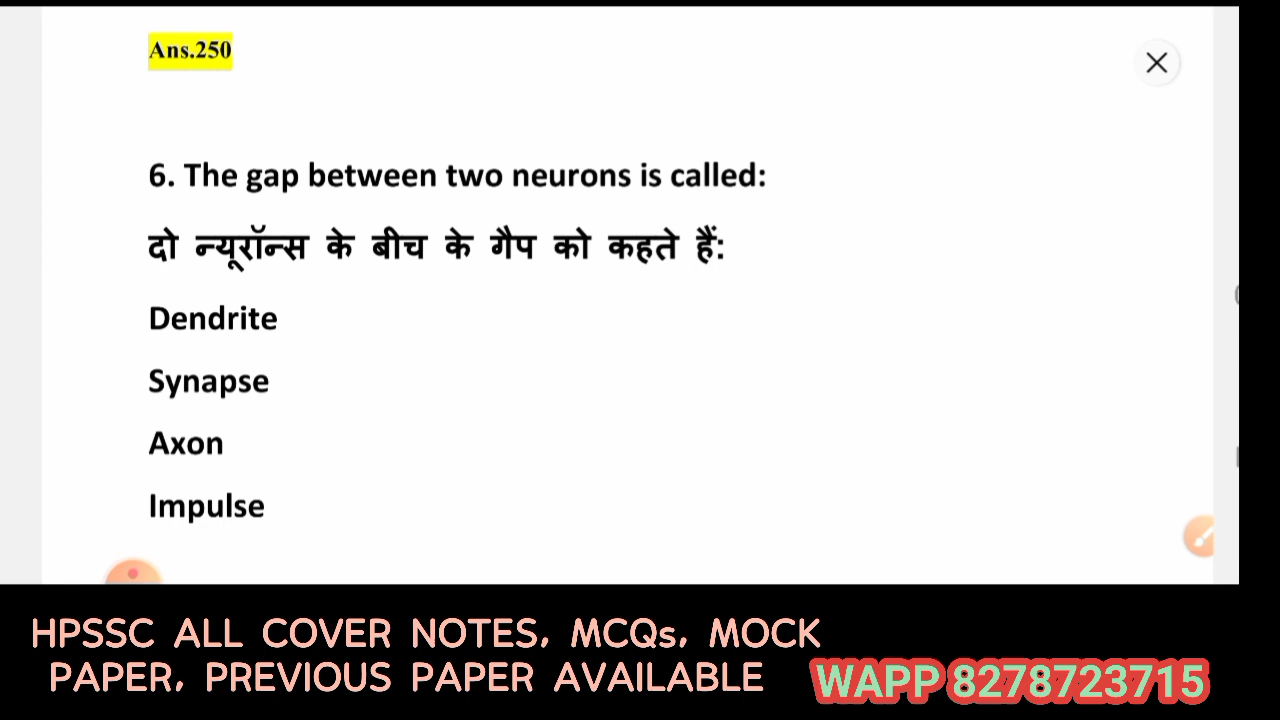 Ans.250
6. The gap between two neurons is called:
दो न्यूरॉन्स के बीच के गैप को कहते हैं:
Dendrite
Synapse
Axon
Impulse
HPSSC ALL COVER NOTES, MCQs, MOCK
PAPER, PREVIOUS PAPER AVAILABLE
WAPP 8278723715